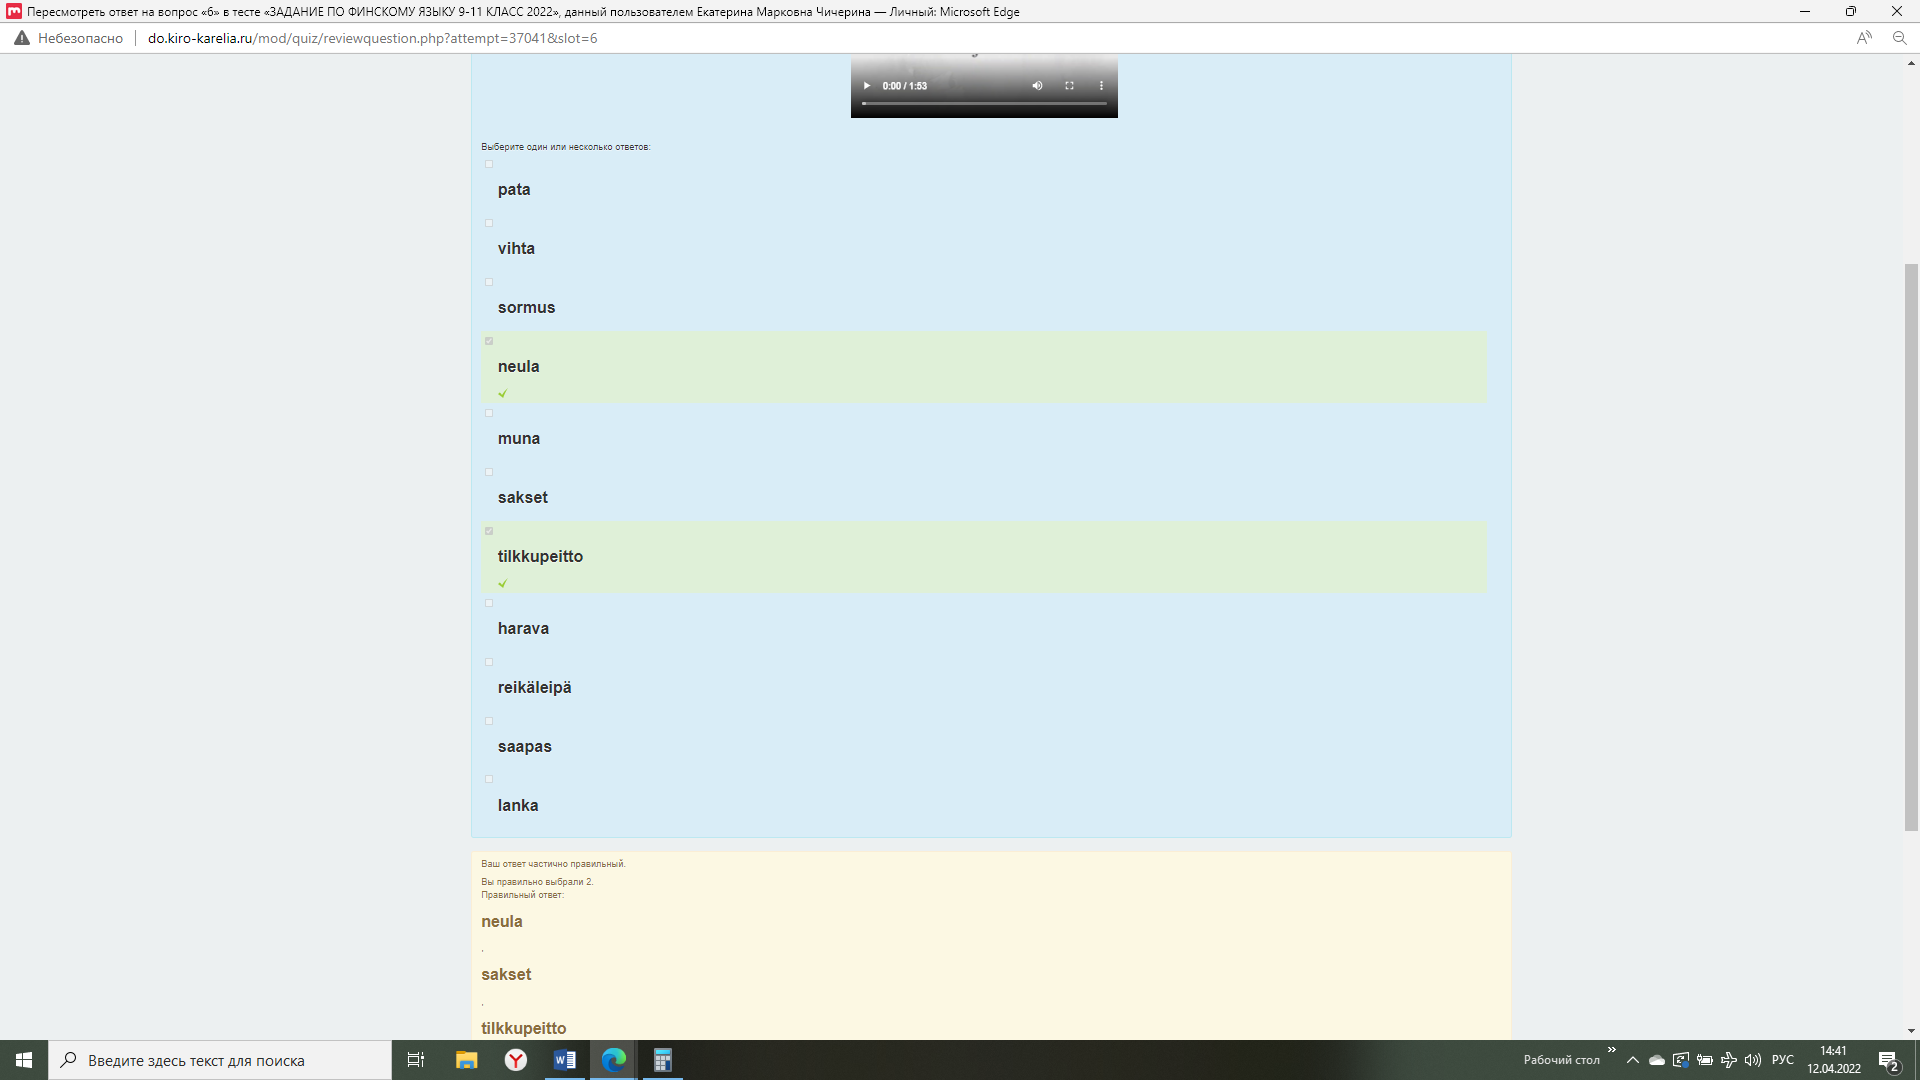 Пересмотреть ответ на вопрос «6» в тесте «ЗАДАНИЕ ПО ФИНСКОМУ ЯЗЫКУ 9-11 КЛАСС 2022», данный пользователем Екатерина Марковна Чичерина — Личный: Microsoft Edge
Небезопасно do.kiro-karelia.ru/mod/quiz/reviewquestion.php?attempt=37041&slot=6
0:00 / 1:53
Выберите один или несколько ответов:
pata
vihta
sormus
neula
muna
sakset
tilkkupeitto
harava
reikäleipä
saapas
lanka
Ваш ответ частично правильный.
Вы правильно выбрали 2.
Правильный ответ:
neula
,
sakset
,
tilkkupeitto
Введите здесь текст для поиска
Рабочий стол
РУС
14:41
12.04.2022
2